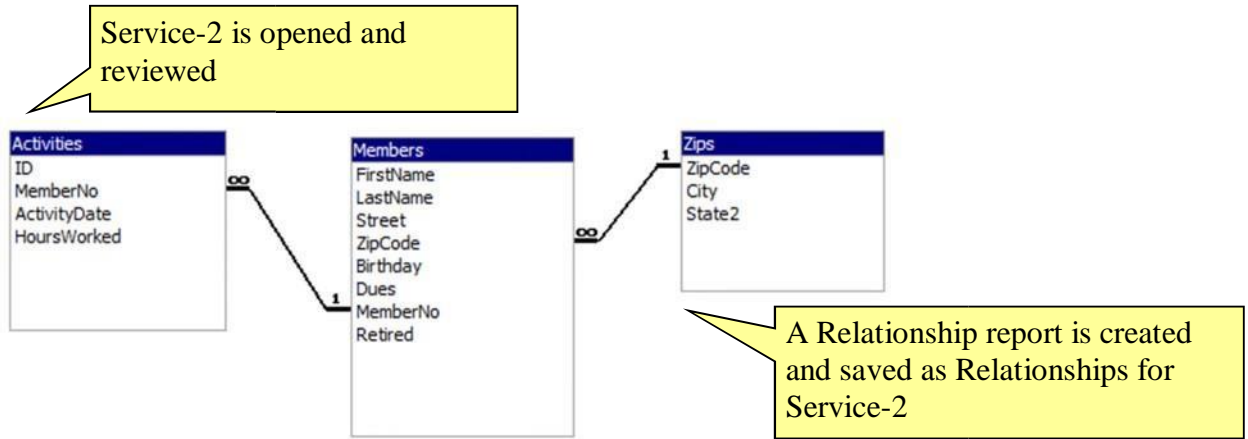 Service-2 is opened and
reviewed
Activities
ID
MemberNo
ActivityDate
HoursWorked
∞
1
Members
FirstName
LastName
Street
ZipCode
Birthday
Dues
MemberNo
Retired
∞
1
Zips
ZipCode
City
State2
A Relationship report is created
and saved as Relationships for
Service-2